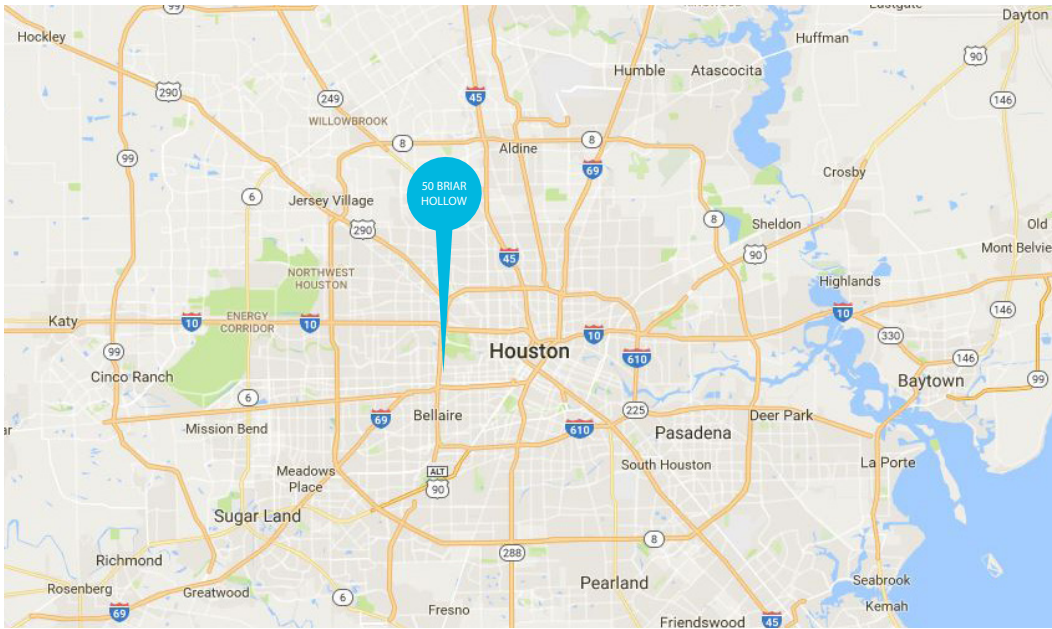 99
Eastgate
Dayton
Hockley
Huffman
90
Humble
Atascocita
290
45
249
146
WILLOWBROOK
8
8
Aldine
99
69
Crosby
50 BRIAR
HOLLOW
6
Jersey Village
8
Sheldon
290
Old
90
Mont Belvie
45
NORTHWEST
HOUSTON
Highlands
ENERGY
CORRIDOR
Katy
10
10
10
10
146
330
Houston
99
610
146
Cinco Ranch
Baytown
99
6
69
Bellaire
225
Deer Park
ar
Mission Bend
610
Pasadena
La Porte
Meadows
Place
ALT
90
South Houston
Sugar Land
8
288
Richmond
Pearland
Seabrook
Rosenberg
Greatwood
6
Kemah
69
Fresno
Friendswood
45